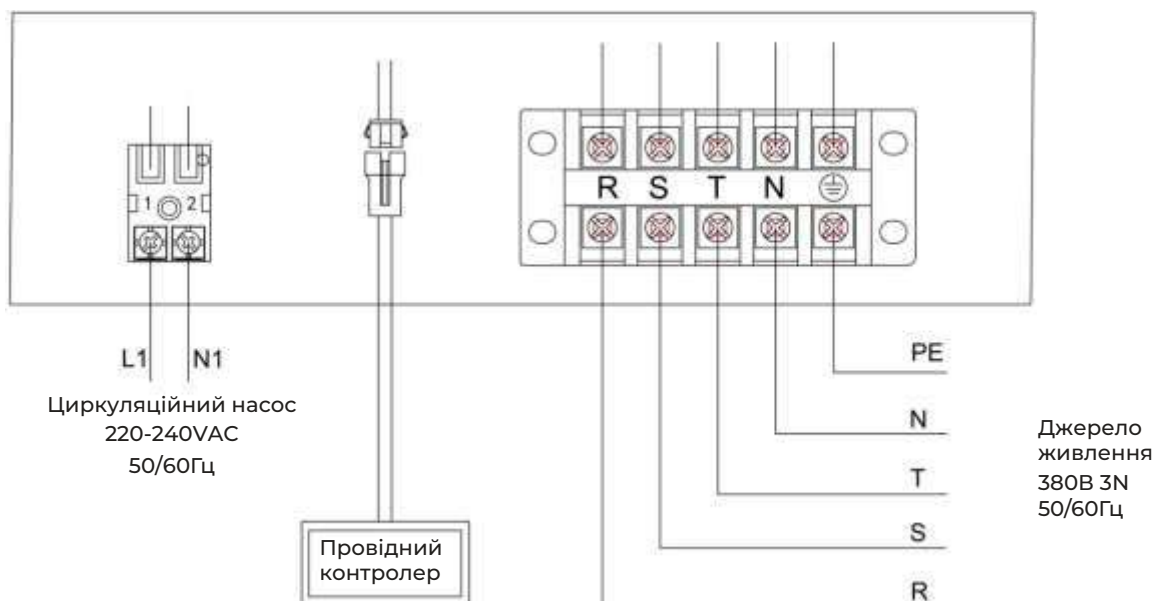 R S T N
1 2
L1 N1
Циркуляційний насос
220-240VAC
50/60Гц
Провідний
контролер
PE
N
T
S
R
Джерело
живлення
380В 3N
50/60Гц